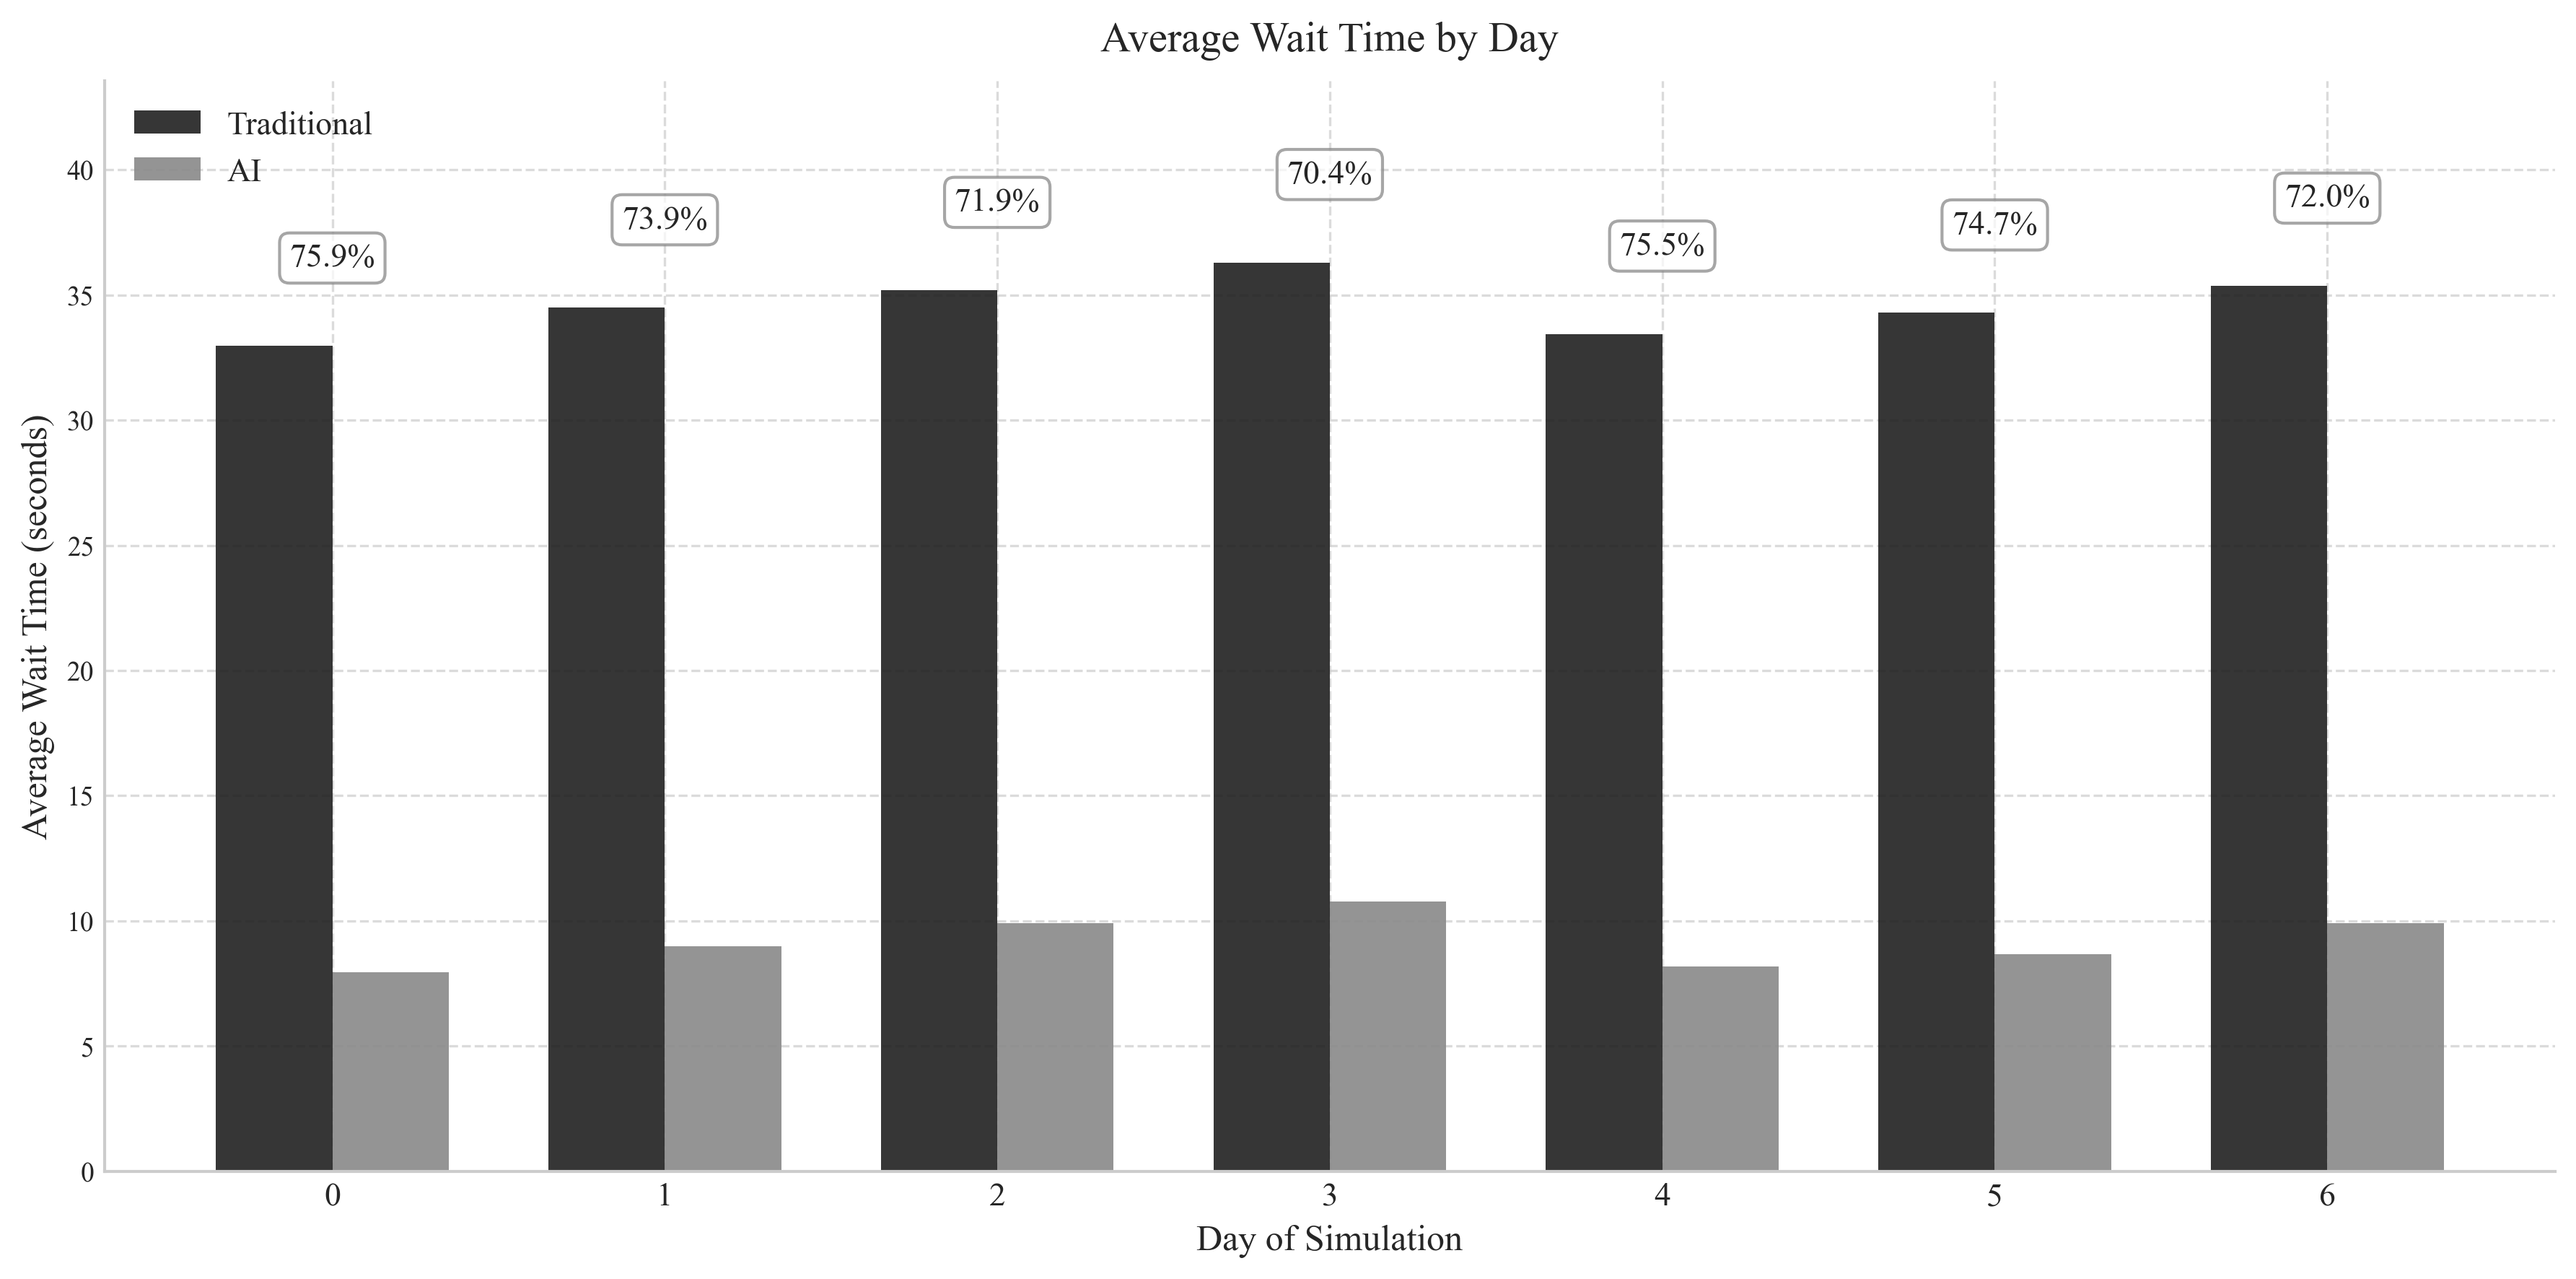 Average Wait Time by Day
Traditional
AI
75.9%
73.9%
71.9%
70.4%
75.5%
74.7%
72.0%
Average Wait Time (seconds)
40
35
30
25
20
15
10
5
0
0 1 2 3 4 5 6
Day of Simulation